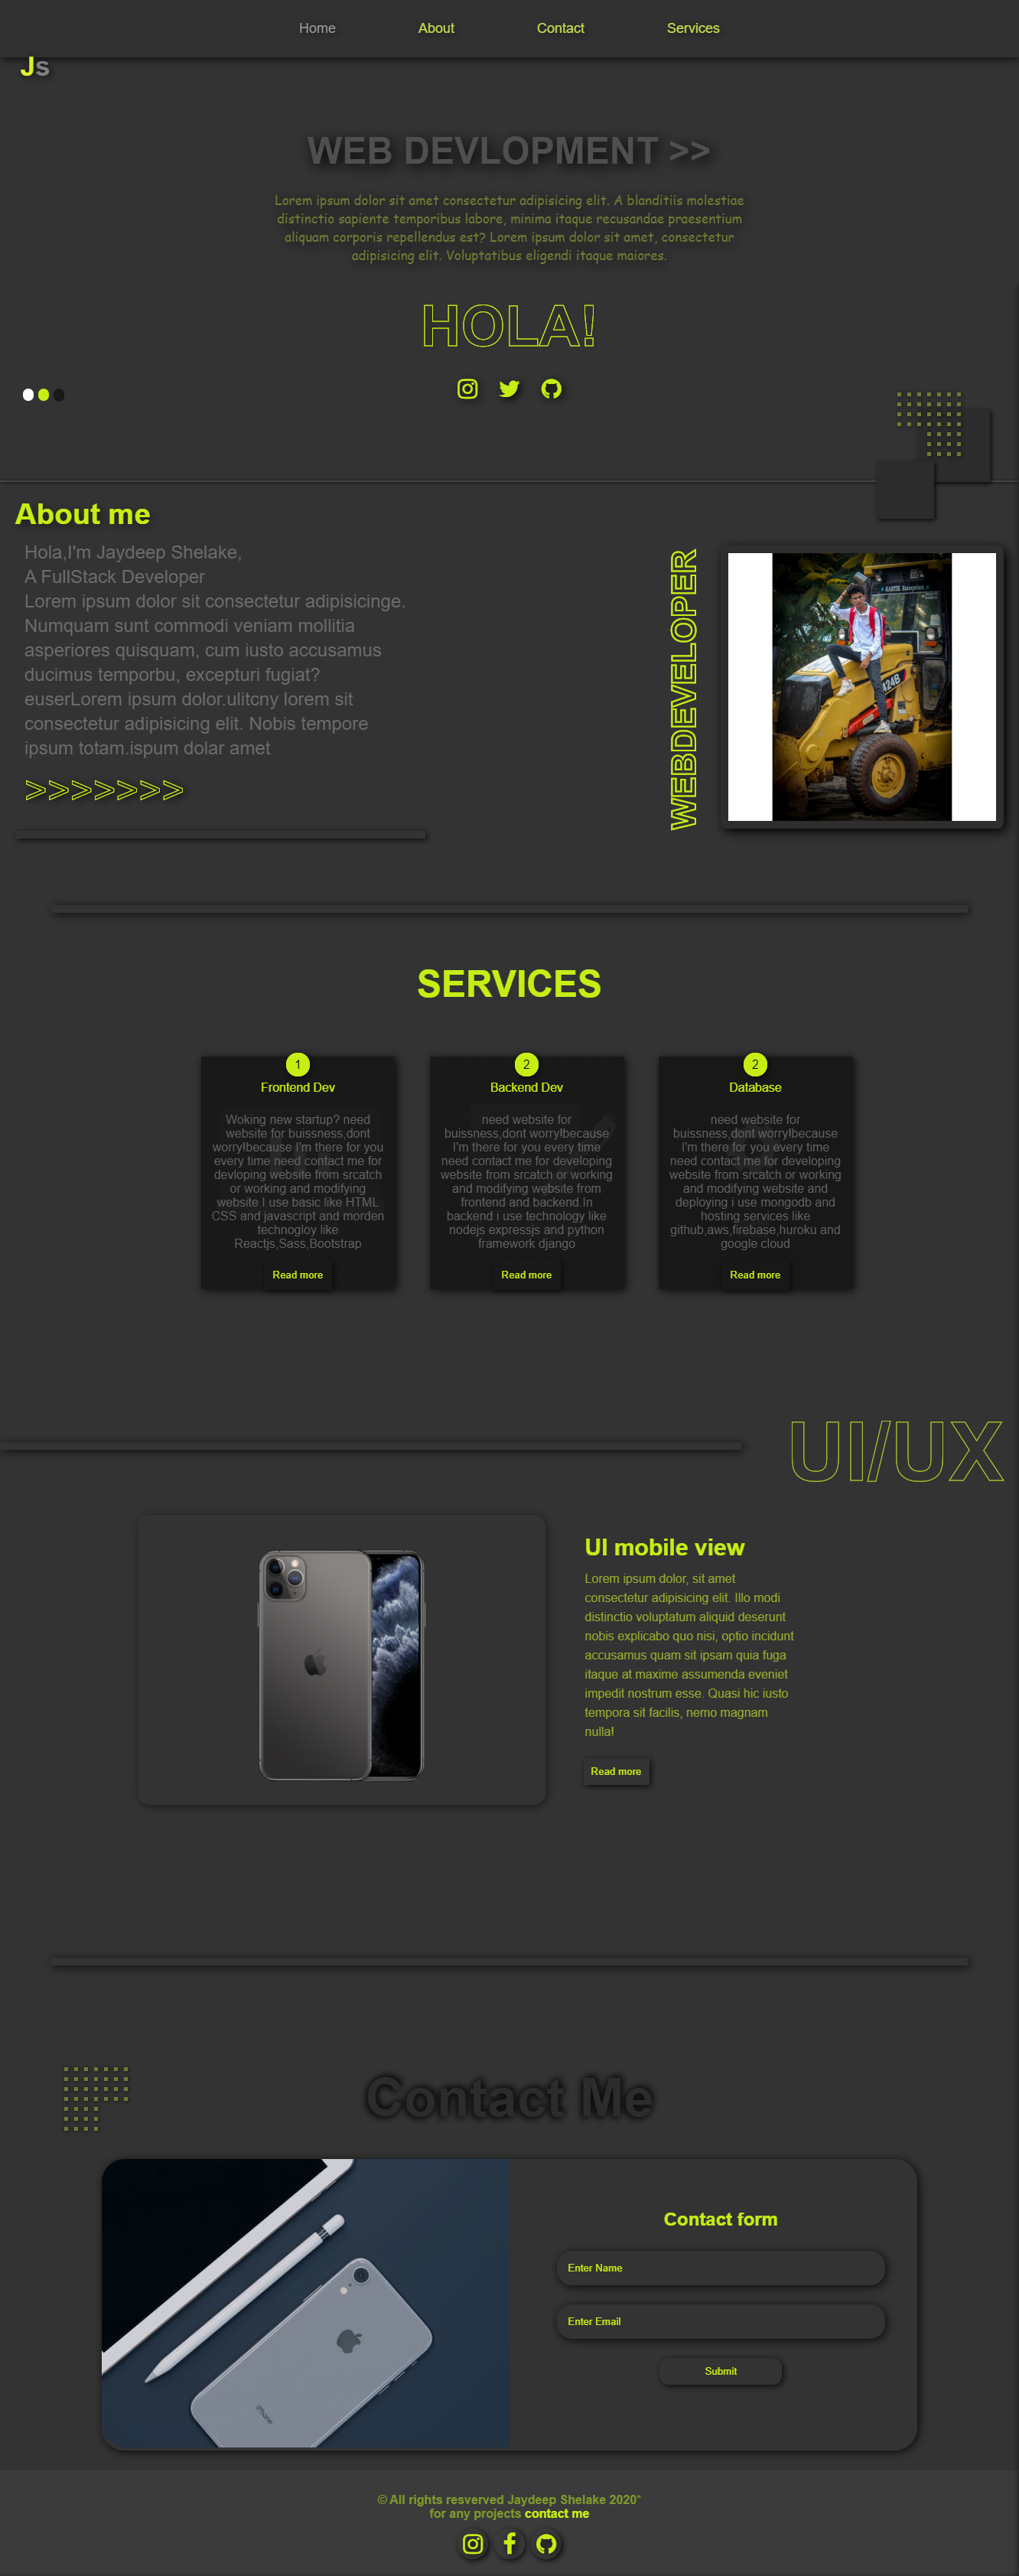 Home About Contact Services
Js
WEB DEVLOPMENT >>
Lorem ipsum dolor sit amet consectetur adipisicing elit. A blanditiis molestiae
distinctio sapiente temporibus labore, minima itaque recusandae praesentium
aliquam corporis repellendus est? Lorem ipsum dolor sit amet, consectetur
adipisicing elit. Voluptatibus eligendi itaque maiores.
HOLA!
About me
Hola,I'm Jaydeep Shelake,
A FullStack Developer
Lorem ipsum dolor sit consectetur adipisicinge.
Numquam sunt commodi veniam mollitia
asperiores quisquam, cum iusto accusamus
ducimus temporbu, excepturi fugiat?
euserLorem ipsum dolor.ulitcny lorem sit
consectetur adipisicing elit. Nobis tempore
ipsum totam.ispum dolar amet
>>>>>>>
WEBDEVELOPER
KARTIK Enterprises
424B
SERVICES
1
Frontend Dev
Woking new startup? need
website for buissness,dont
worry!because I'm there for you
every time need contact me for
devloping website from srcatch
or working and modifying
website I use basic like HTML
CSS and javascript and morden
technogloy like
Reactjs,Sass,Bootstrap
Read more
2
Backend Dev
need website for
buissness,dont worry!because
I'm there for you every time
need contact me for developing
website from srcatch or working
and modifying website from
frontend and backend.In
backend i use technology like
nodejs expressjs and python
framework django
Read more
2
Database
need website for
buissness,dont worry!because
I'm there for you every time
need contact me for developing
website from srcatch or working
and modifying website and
deploying i use mongodb and
hosting services like
github,aws,firebase,huroku and
google cloud
Read more
UI/UX
UI mobile view
Lorem ipsum dolor, sit amet
consectetur adipisicing elit. Illo modi
distinctio voluptatum aliquid deserunt
nobis explicabo quo nisi, optio incidunt
accusamus quam sit ipsam quia fuga
itaque at maxime assumenda eveniet
impedit nostrum esse. Quasi hic iusto
tempora sit facilis, nemo magnam
nulla!
Read more
Contact Me
iPhone
Contact form
Enter Name
Enter Email
Submit
© All rights resverved Jaydeep Shelake 2020"
for any projects contact me